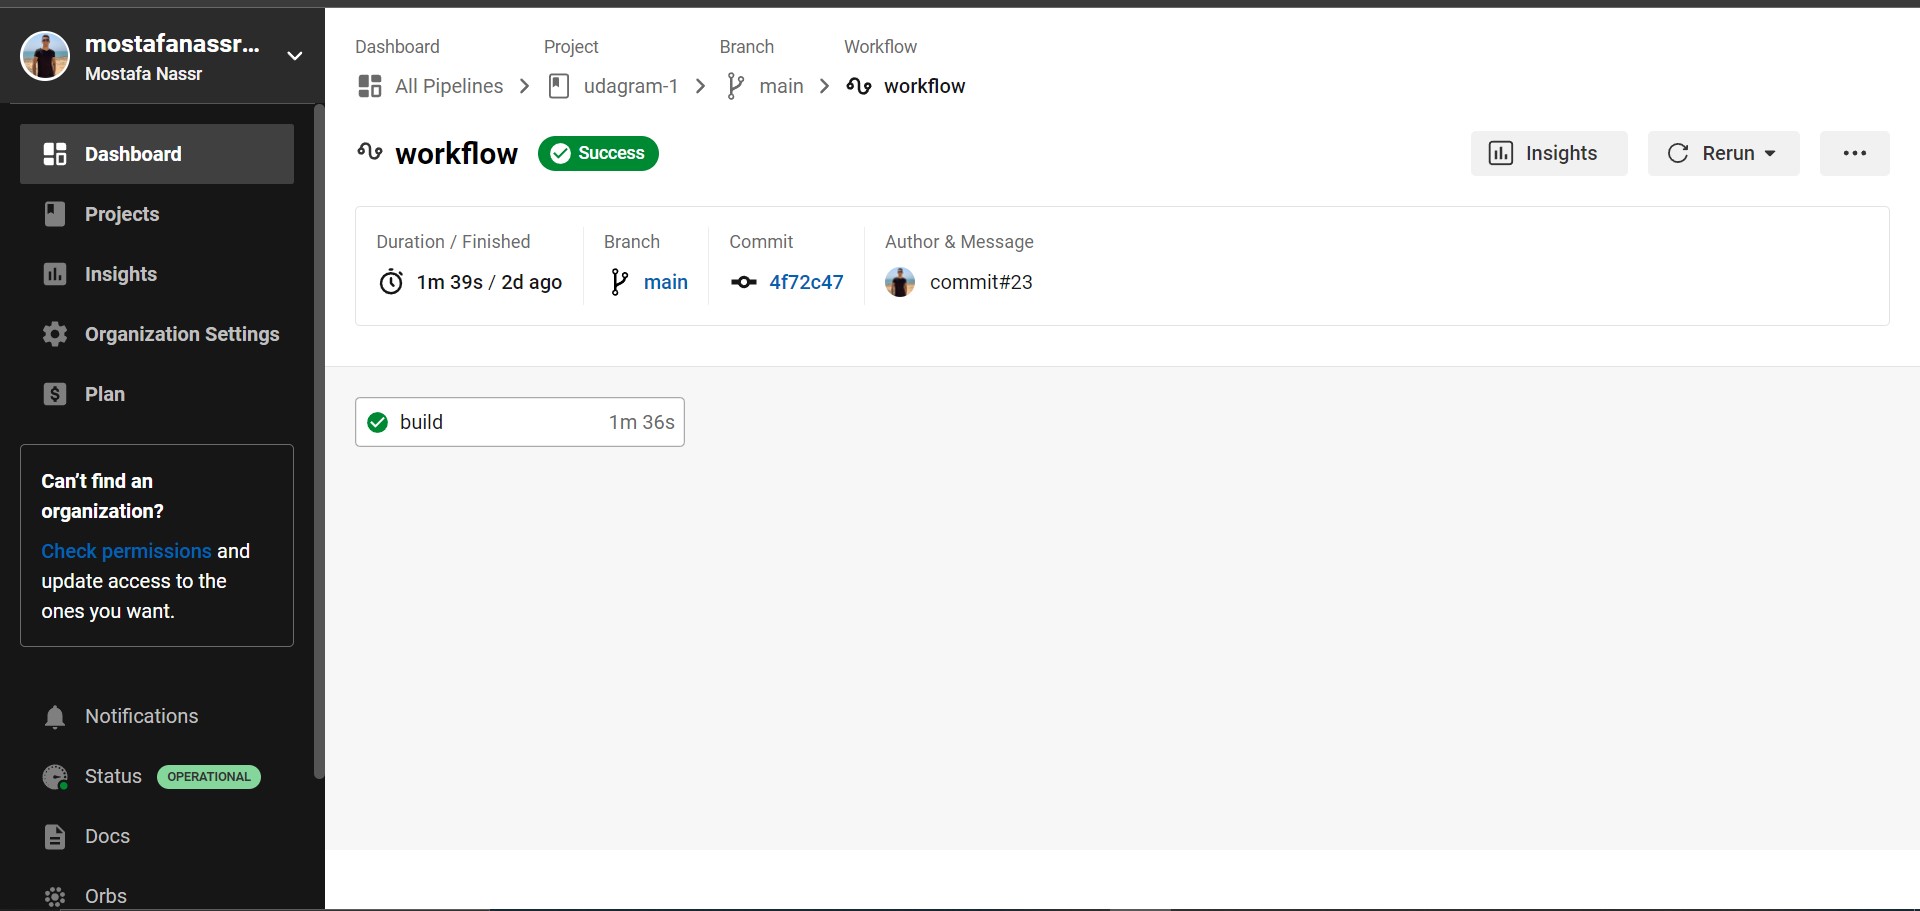 mostafanassr...
Mostafa Nassr
Dashboard
Projects
Insights
Organization Settings
Plan
Can't find an
organization?
Check permissions and
update access to the
ones you want.
Notifications
Status OPERATIONAL
Docs
Orbs
Dashboard Project Branch Workflow
All Pipelines udagram-1 main workflow
workflow Success Insights Rerun
Duration / Finished Branch Commit Author & Message
1m 39s / 2d ago main 4f72c47 commit#23
build 1m 36s